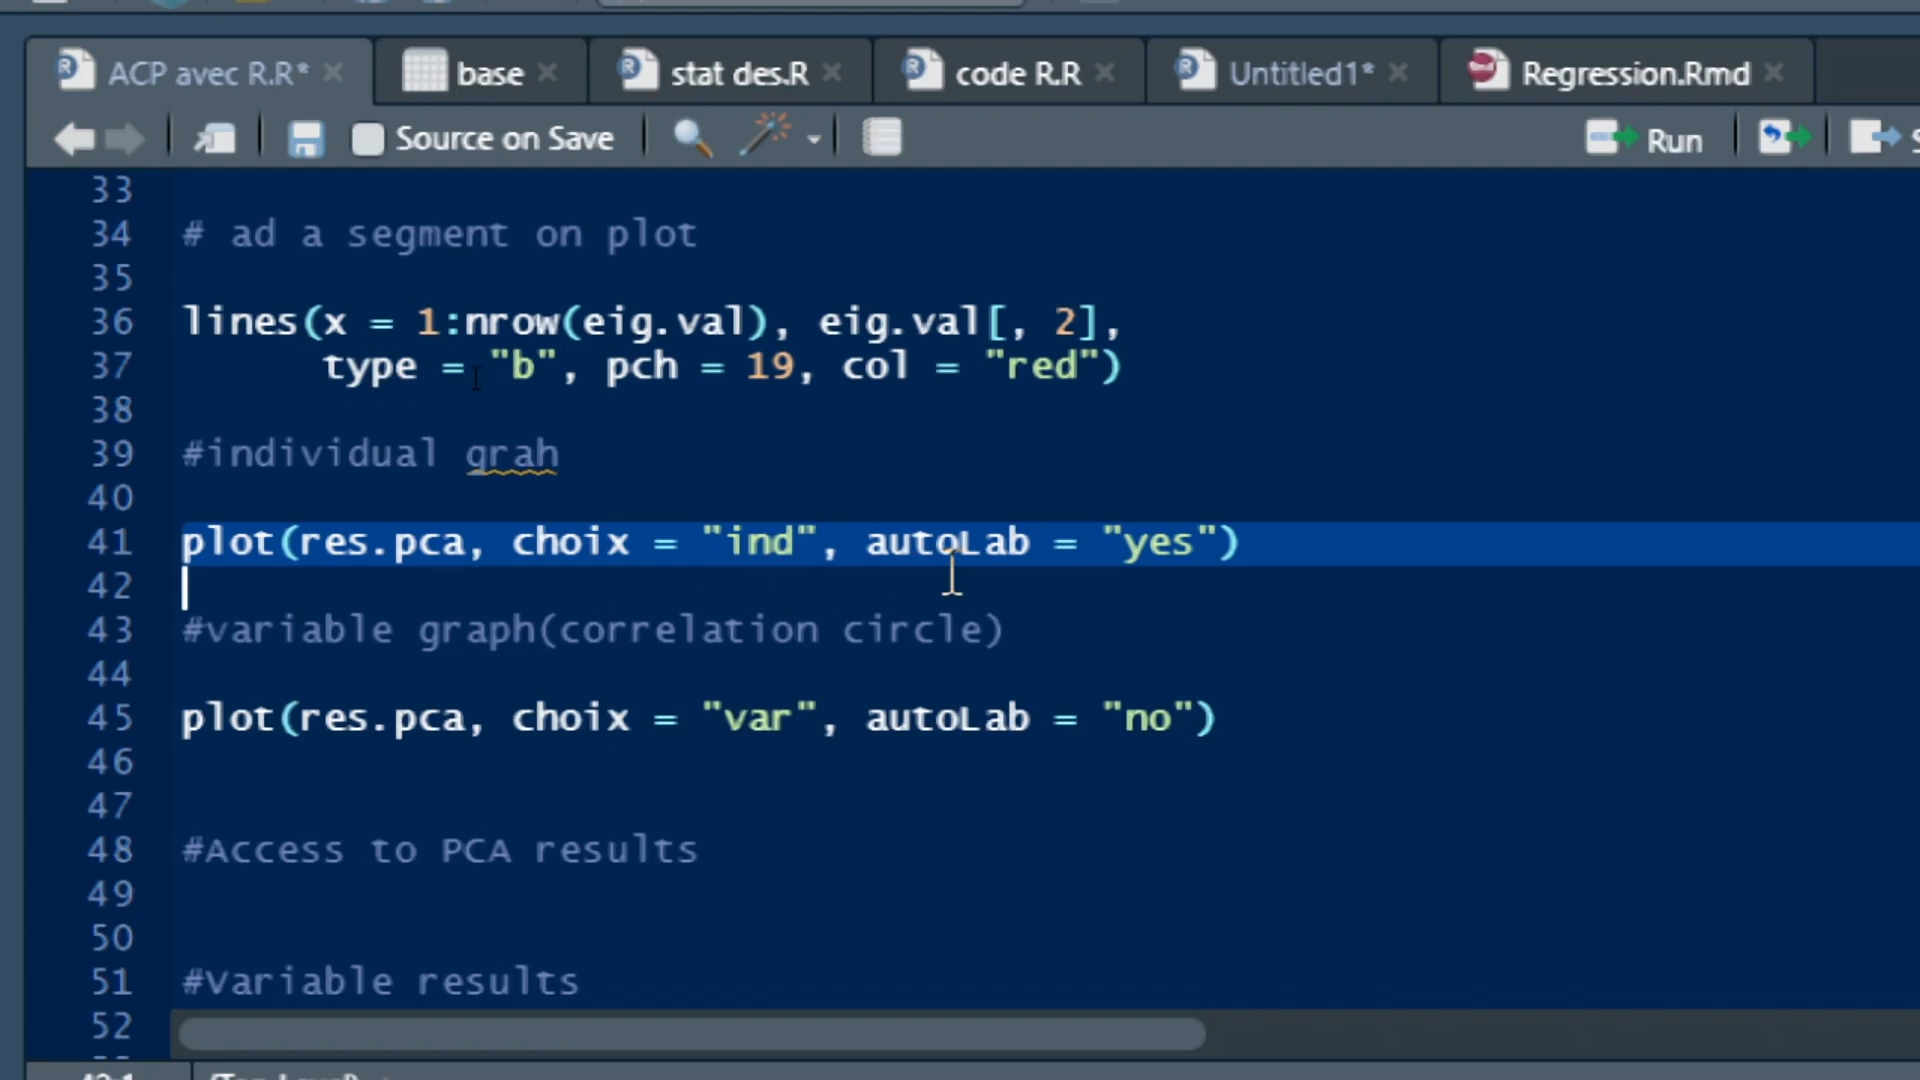 ACP avec R.R* base stat des.R code R.R Untitled1* Regression.Rmd
Source on Save Run
33
34 # ad a segment on plot
35
36 lines(x = 1:nrow(eig.val), eig.val[, 2],
37 type = "b", pch = 19, col = "red")
38
39 #individual grah
40
41 plot(res.pca, choix = "ind", autoLab = "yes")
42
43 #variable graph(correlation circle)
44
45 plot(res.pca, choix = "var", autoLab = "no")
46
47
48 #Access to PCA results
49
50
51 #Variable results
52